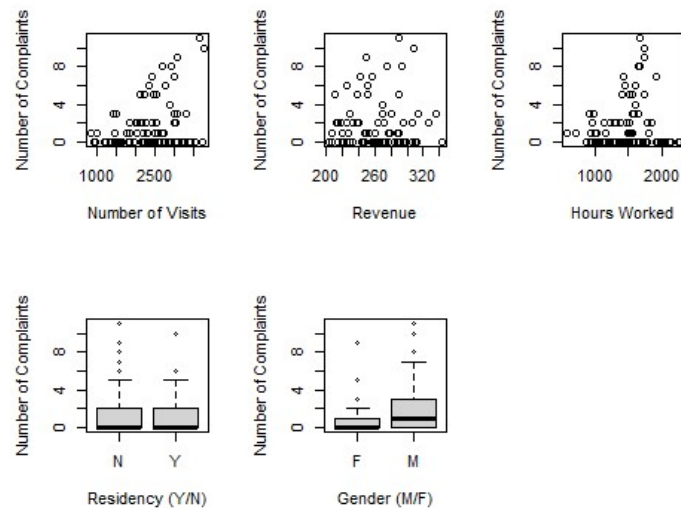 Number of Complaints
8
4
0
1000 2500
Number of Visits
Number of Complaints
8
4
0
200 260 320
Revenue
Number of Complaints
8
4
0
1000 2000
Hours Worked
Number of Complaints
8
4
0
N Y
Residency (Y/N)
Number of Complaints
8
4
0
F M
Gender (M/F)